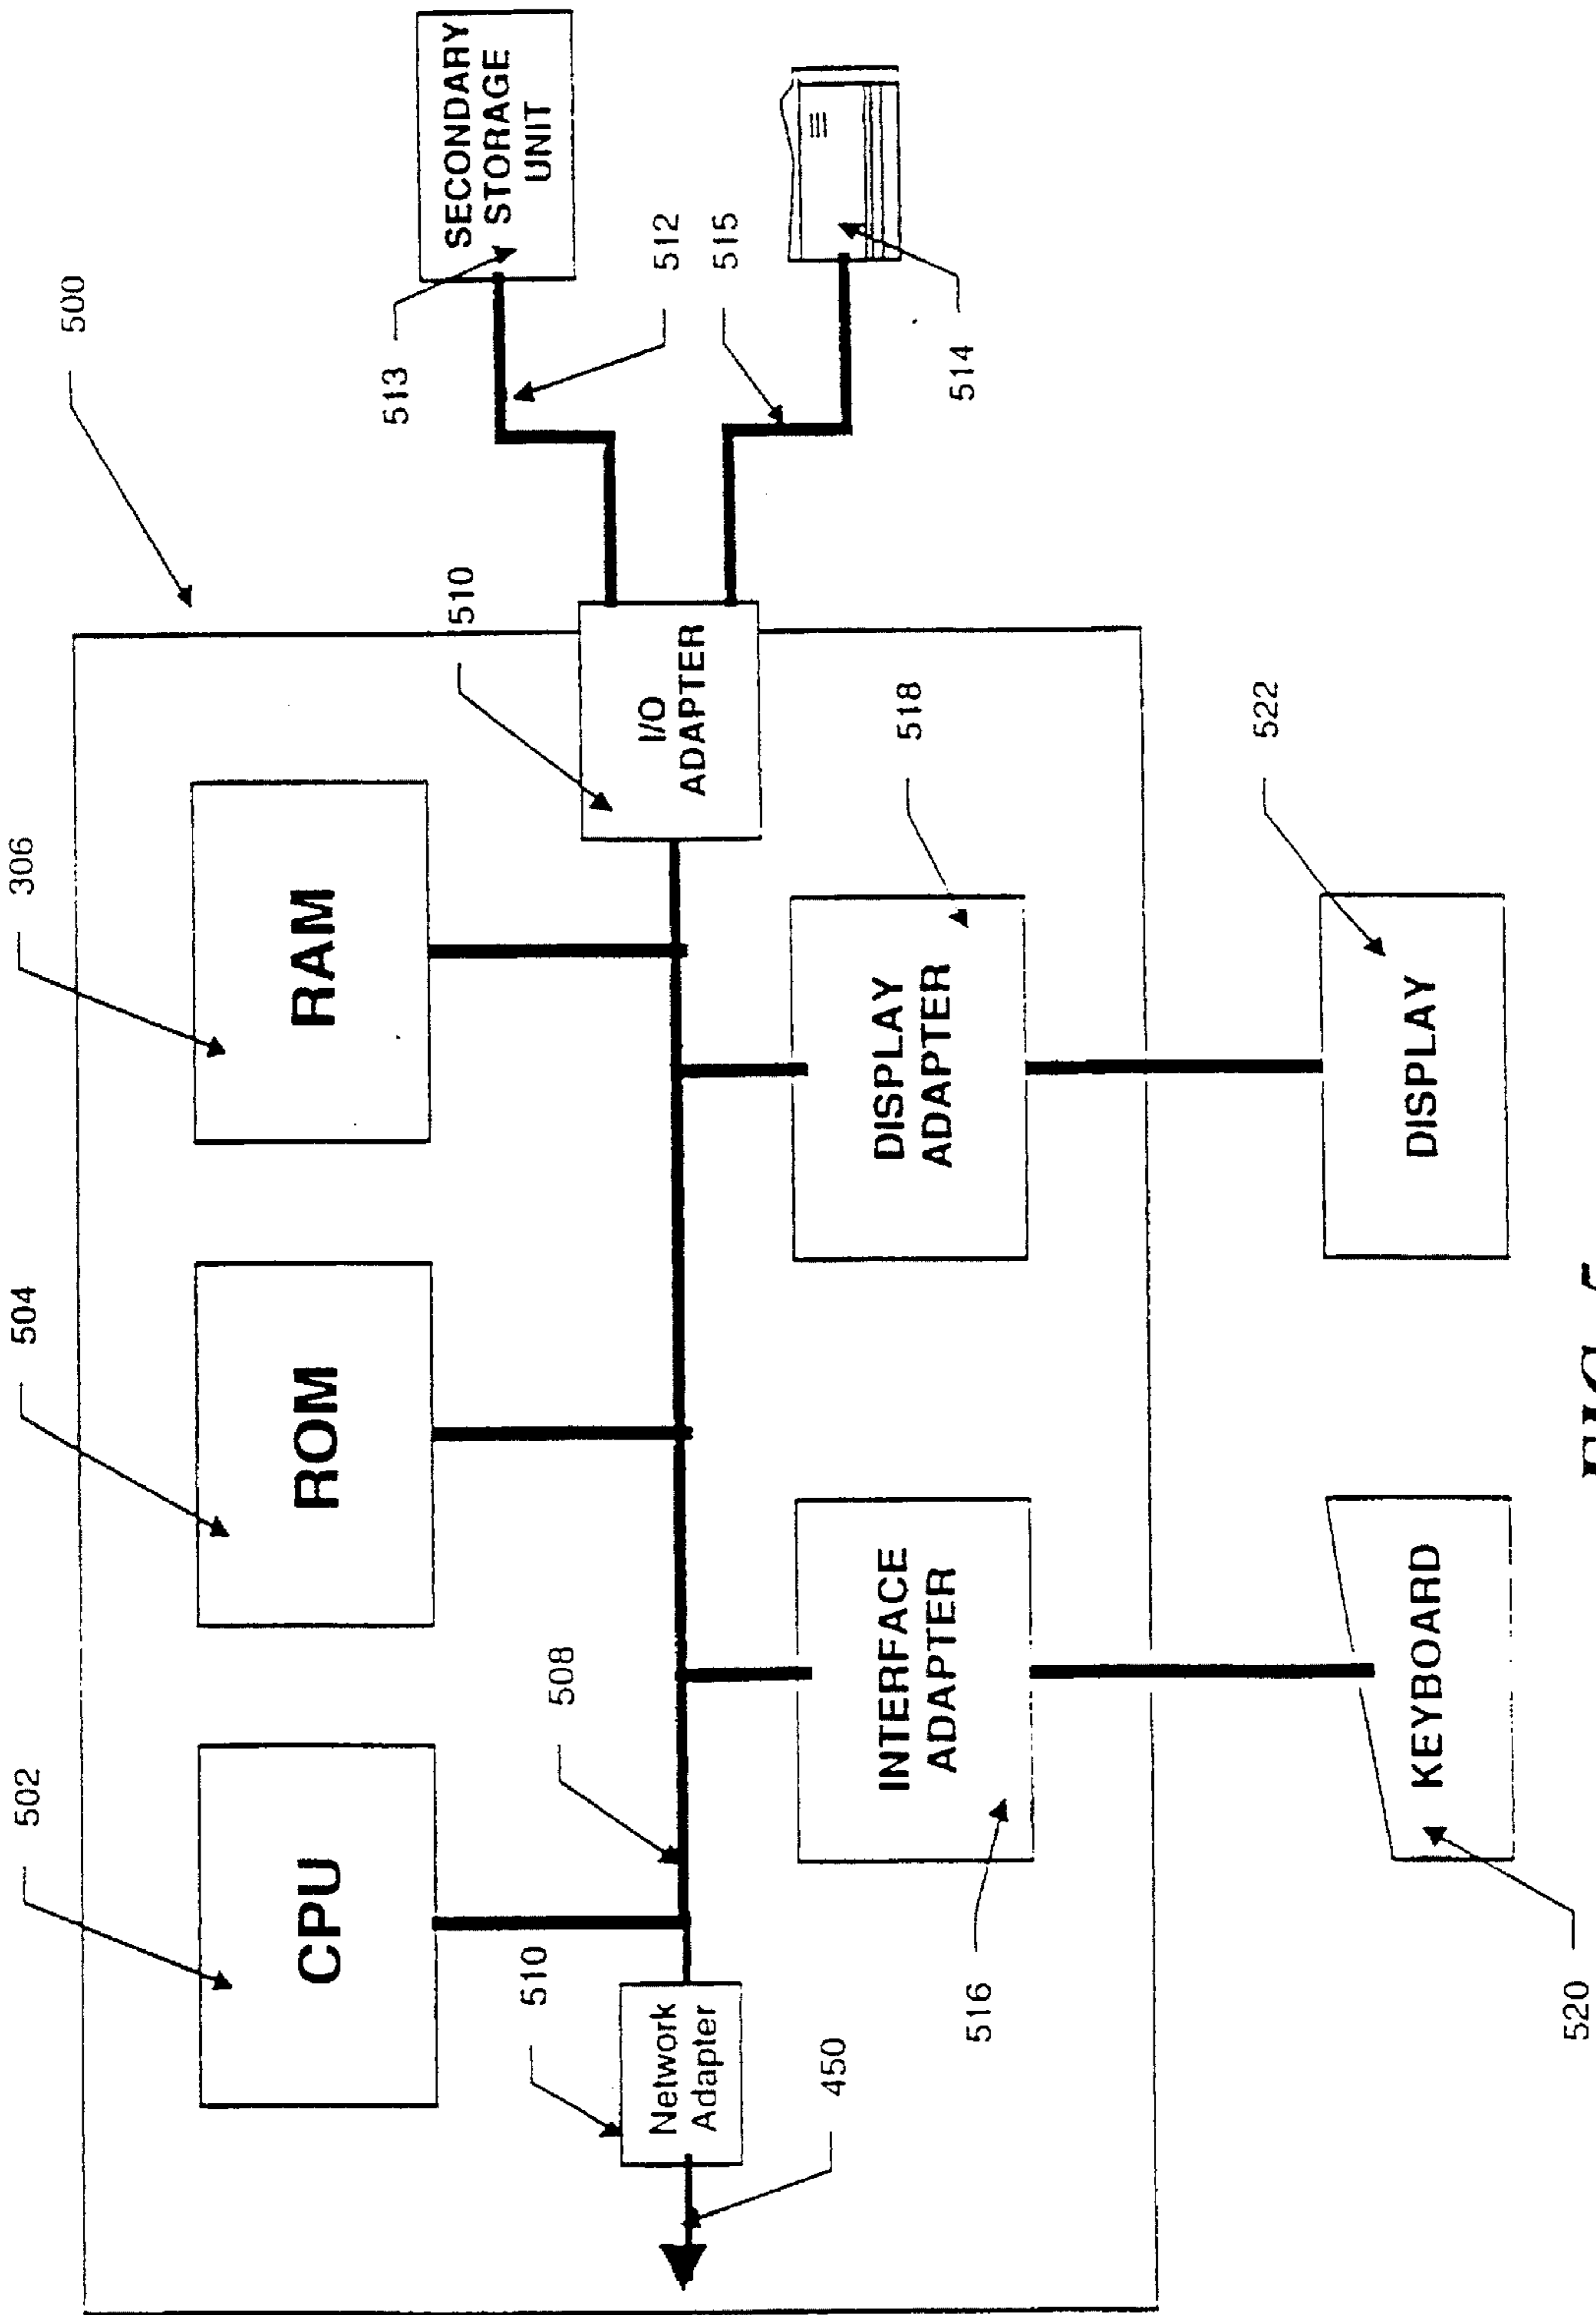 500
502
504
306
CPU
ROM
RAM
510
508
510
Network
Adapter
I/O
ADAPTER
450
516
INTERFACE
ADAPTER
DISPLAY
ADAPTER
518
513
SECONDARY
STORAGE
UNIT
512
515
514
520
KEYBOARD
DISPLAY
522